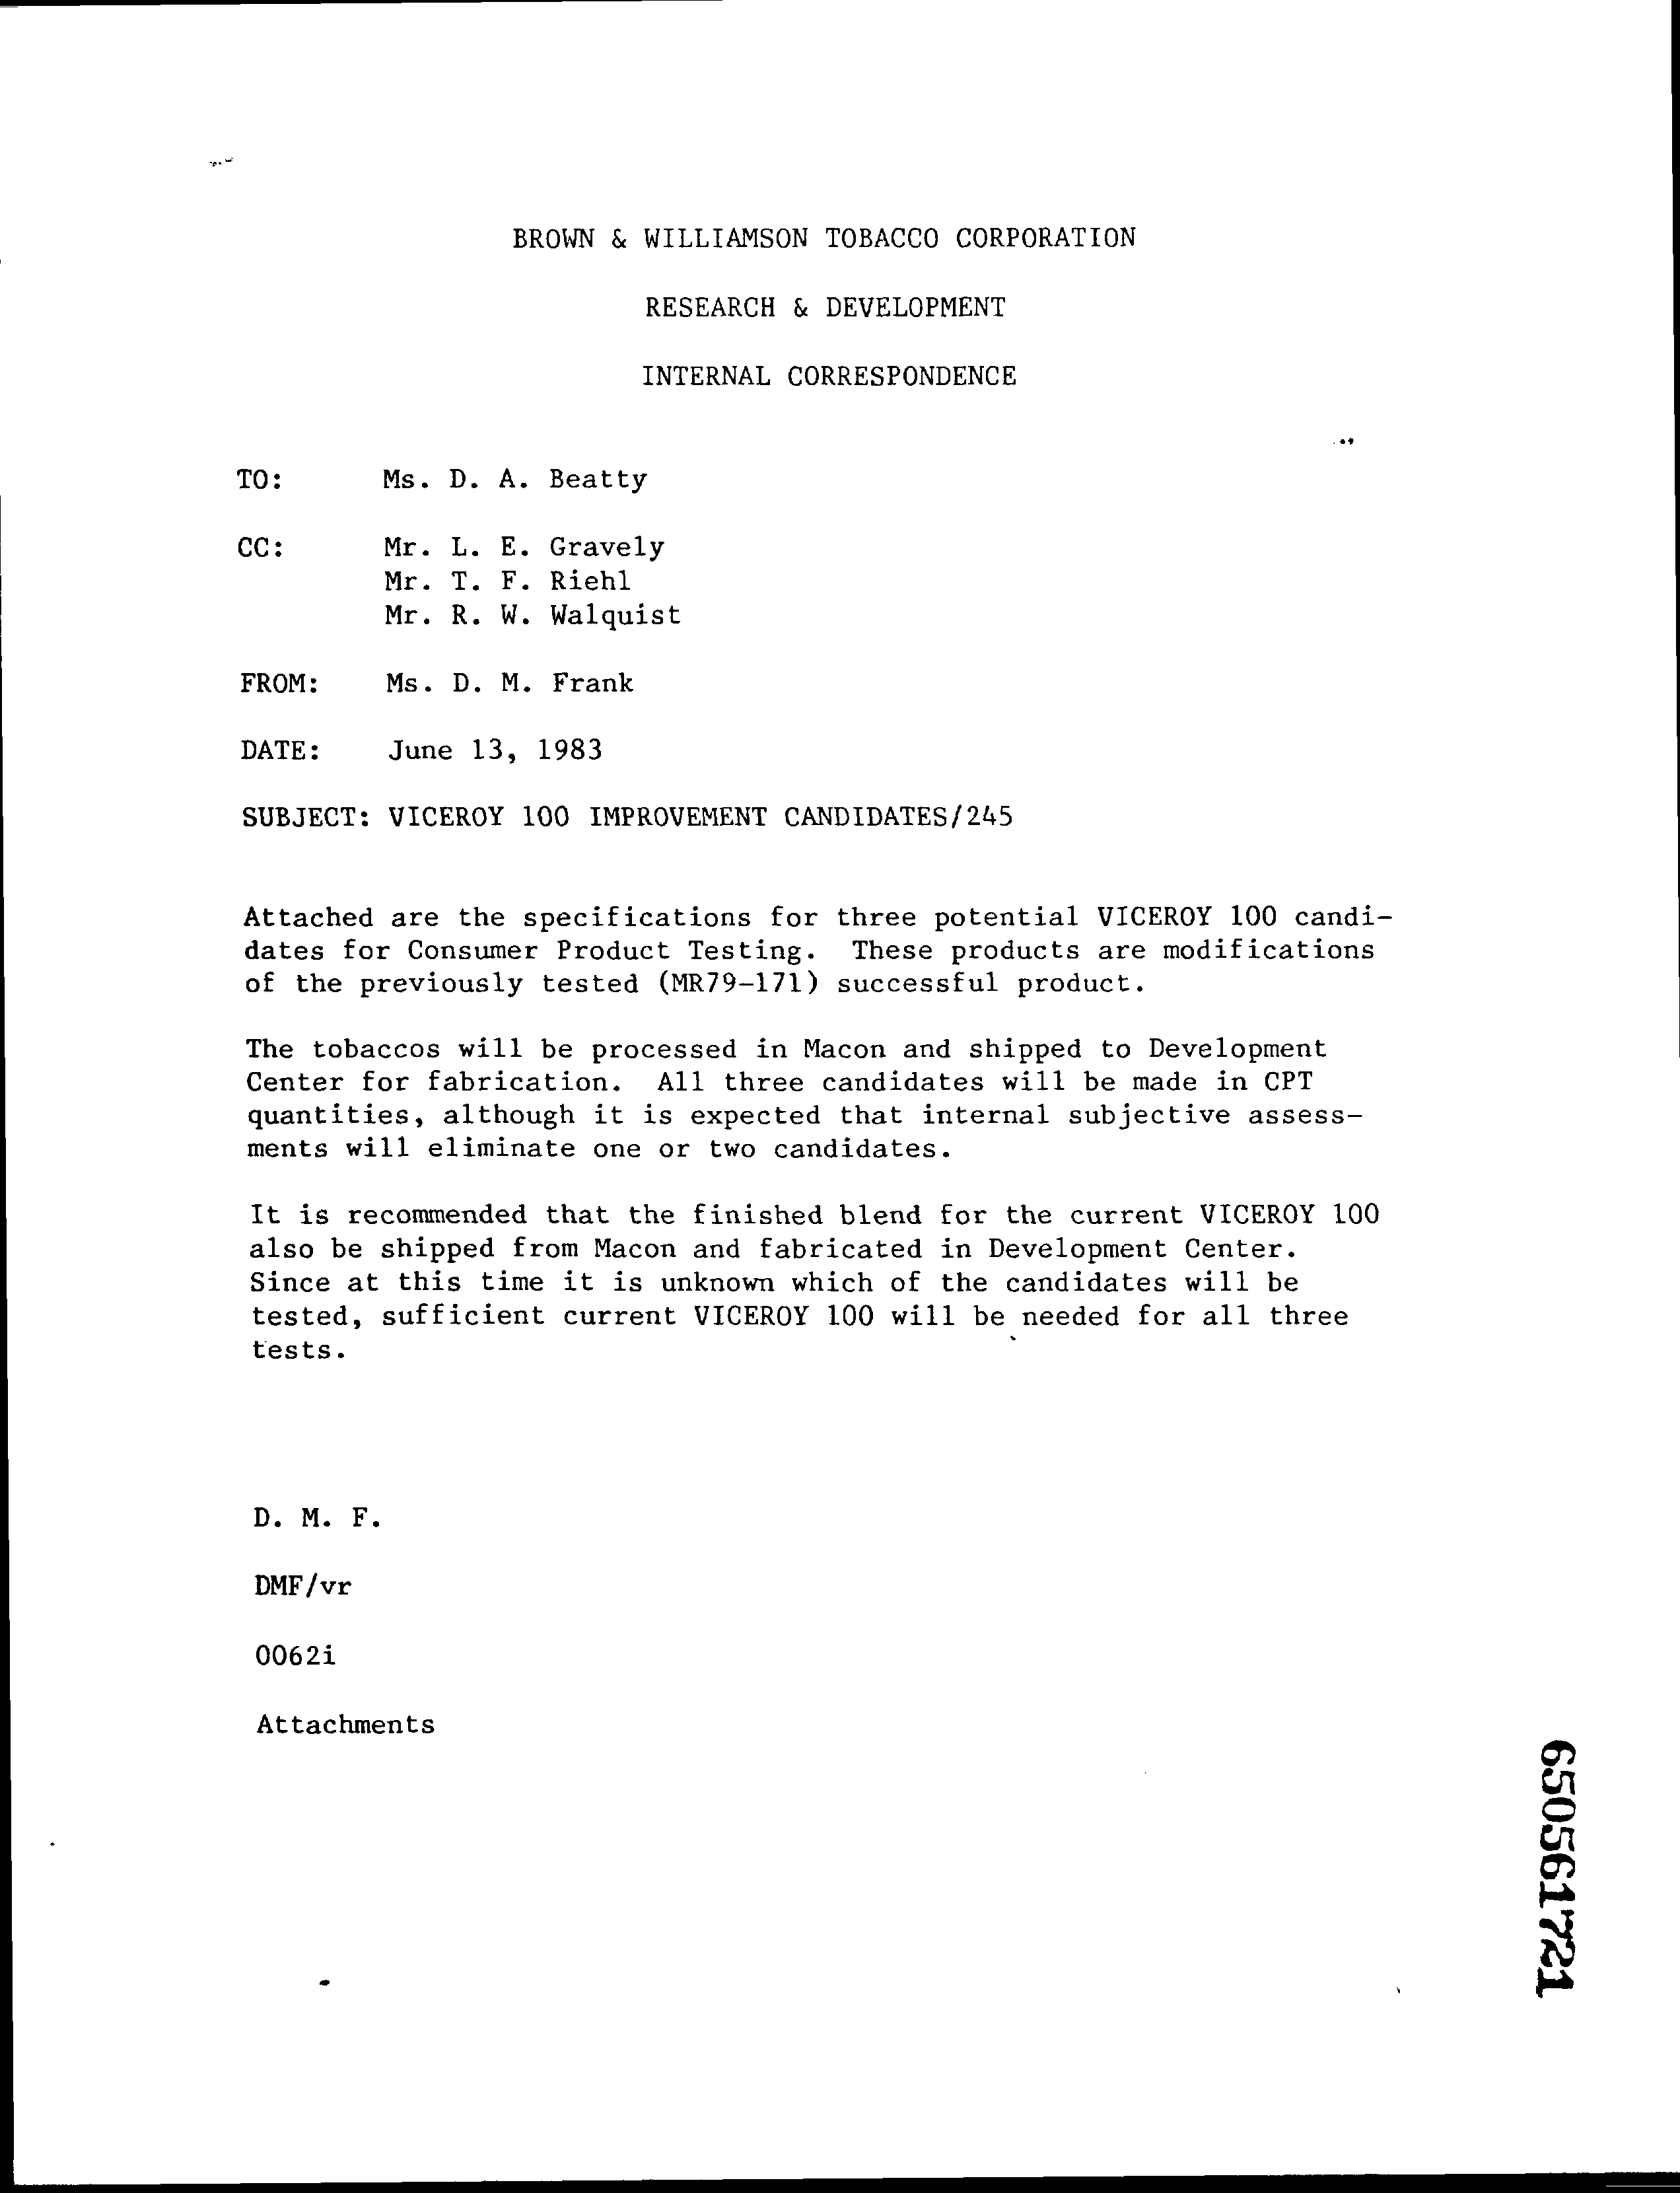 BROWN & WILLIAMSON TOBACCO CORPORATION
RESEARCH & DEVELOPMENT
INTERNAL CORRESPONDENCE
TO: Ms. D. A. Beatty
CC: Mr. L. E. Gravely
Mr. T. F. Riehl
Mr. R. W. Walquist
FROM: Ms. D. M. Frank
DATE: June 13, 1983
SUBJECT: VICEROY 100 IMPROVEMENT CANDIDATES/245
Attached are the specifications for three potential VICEROY 100 candi-
dates for Consumer Product Testing. These products are modifications
of the previously tested (MR79-171) successful product.
The tobaccos will be processed in Macon and shipped to Development
Center for fabrication. All three candidates will be made in CPT
quantities, although it is expected that internal subjective assess-
ments will eliminate one or two candidates.
It is recommended that the finished blend for the current VICEROY 100
also be shipped from Macon and fabricated in Development Center.
Since at this time it is unknown which of the candidates will be
tested, sufficient current VICEROY 100 will be needed for all three
tests.
D. M. F.
DMF/vr
0062i
Attachments
650561721